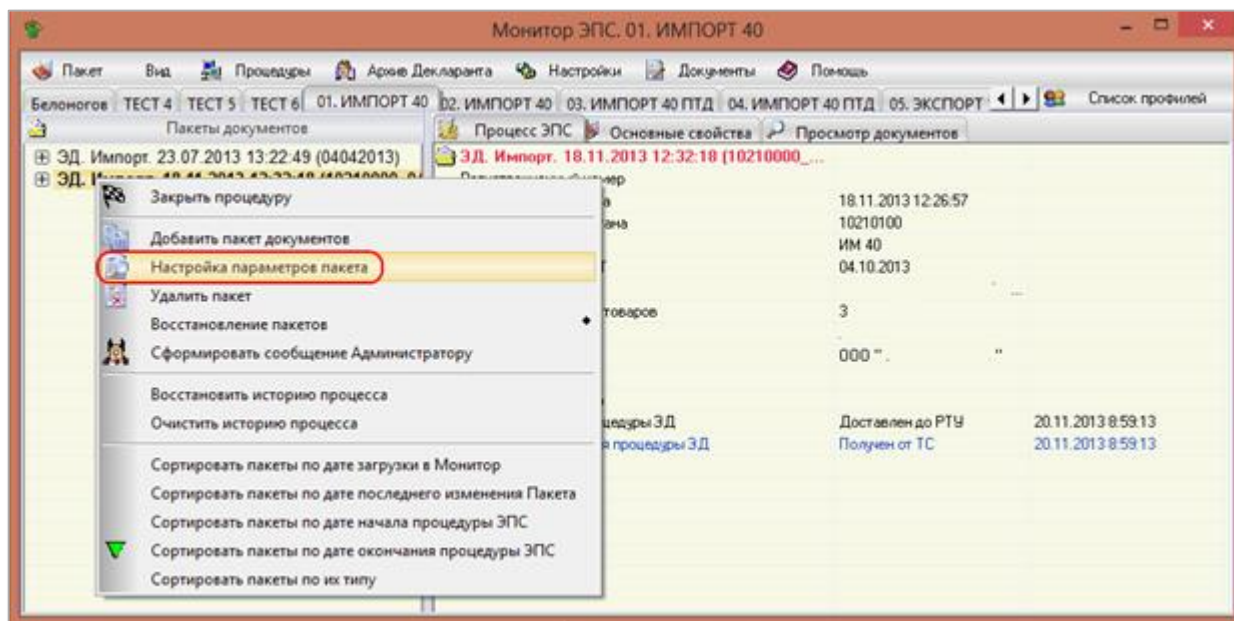 Монитор ЭПС. 01. ИМПОРТ 40
Пакет Вид Процедуры Архив Декларанта Настройки Документы Помощь
Белоногов ТЕСТ 4 ТЕСТ 5 ТЕСТ 6 01. ИМПОРТ 40 02. ИМПОРТ 40 03. ИМПОРТ 40 ПТД 04. ИМПОРТ 40 ПТД 05. ЭКСПОРТ Список профилей
Пакеты документов Процесс ЭПС Основные свойства Просмотр документов
ЭД. Импорт. 23.07.2013 13:22:49 (04042013) ЭД. Импорт. 18.11.2013 12:32:18 (10210000_...
ЭД.
Закрыть процедуру 18.11.2013 12:26:57
10210100
Добавить пакет документов ИМ 40
Настройка параметров пакета 04.10.2013
Удалить пакет ...
Восстановление пакетов товаров 3
Сформировать сообщение Администратору ООО " . "
Восстановить историю процесса
Очистить историю процесса цедуры ЭД Доставлен до РТУ 20.11.2013 8:59:13
я процедуры ЭД Получен от ТС 20.11.2013 8:59:13
Сортировать пакеты по дате загрузки в Монитор
Сортировать пакеты по дате последнего изменения Пакета
Сортировать пакеты по дате начала процедуры ЭПС
Сортировать пакеты по дате окончания процедуры ЭПС
Сортировать пакеты по их типу